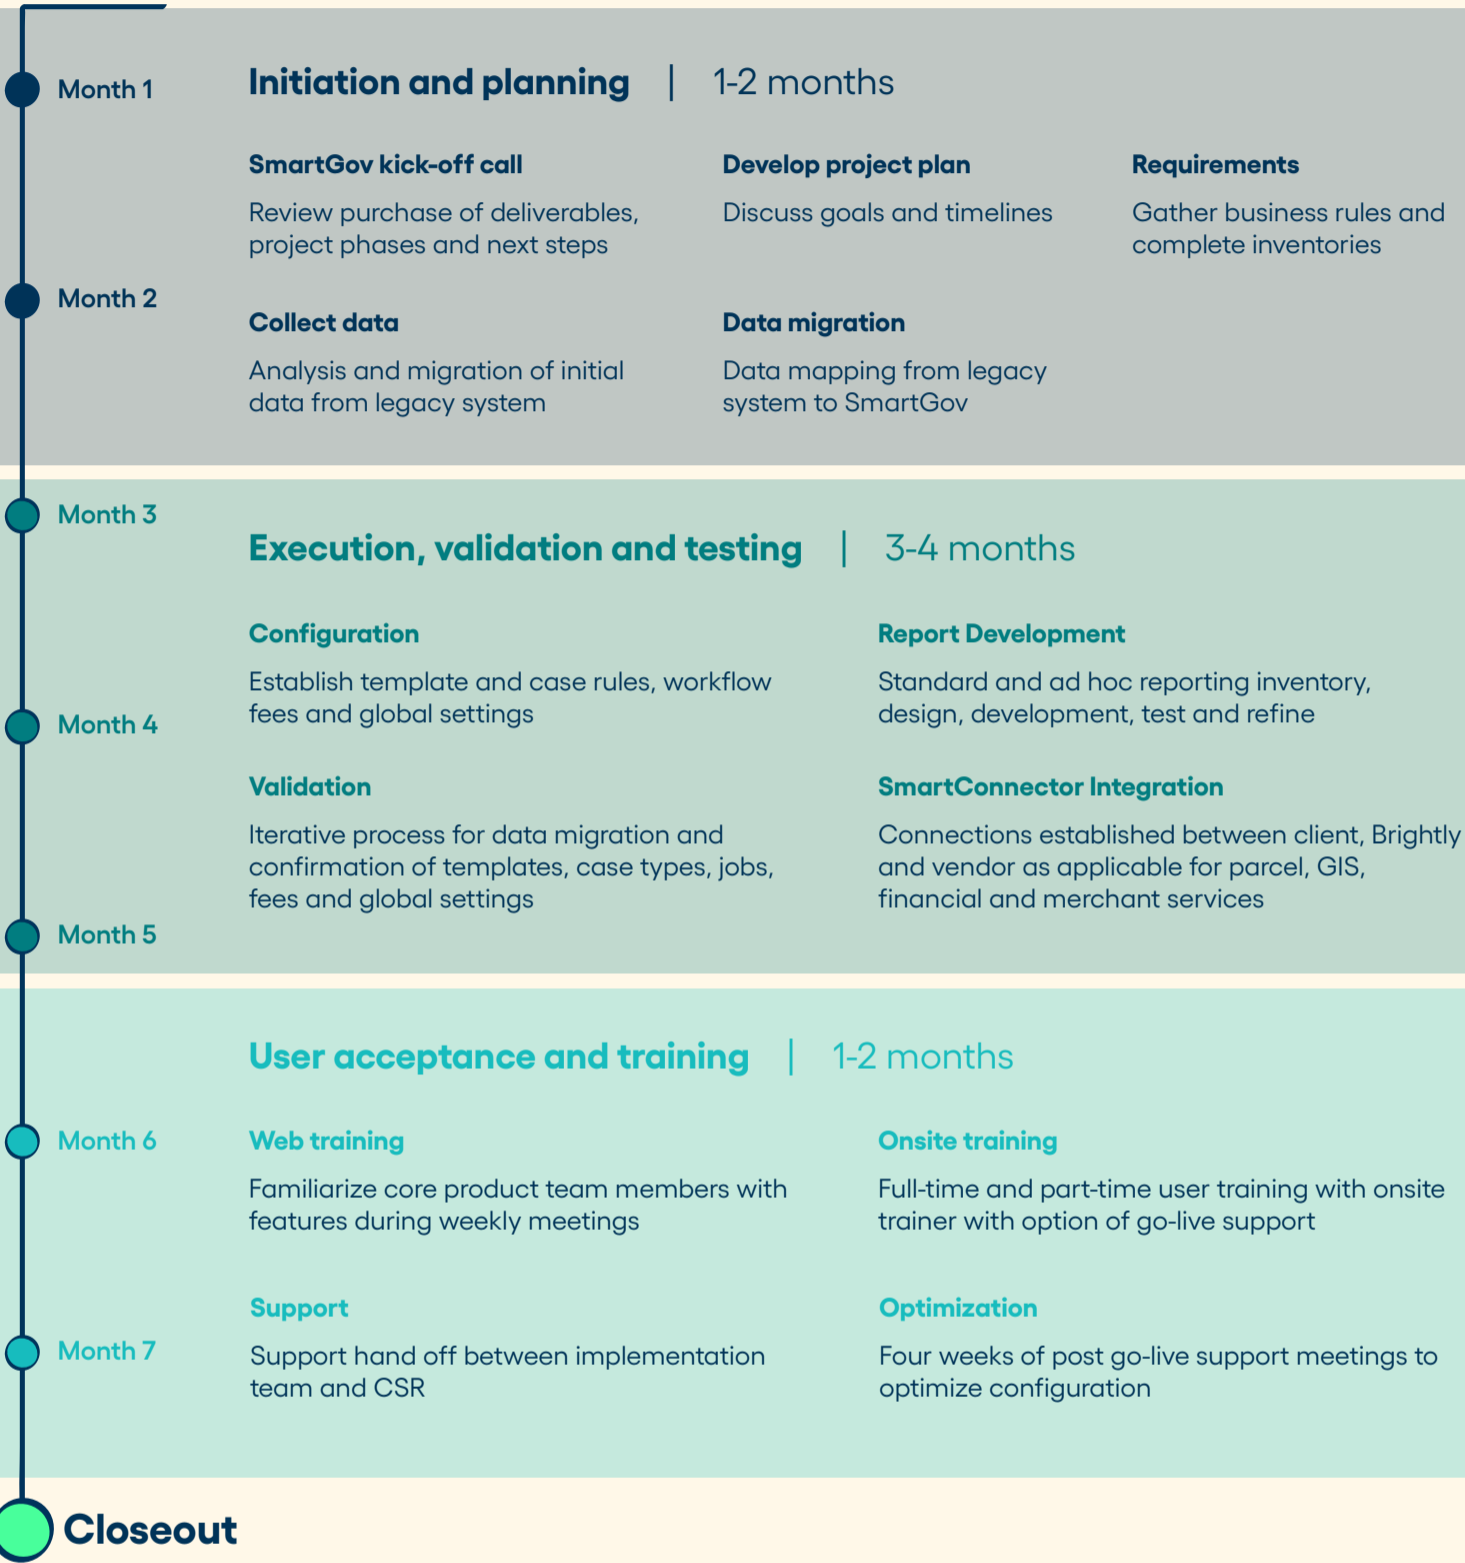 Month 1
Initiation and planning | 1-2 months
SmartGov kick-off call
Review purchase of deliverables,
project phases and next steps
Develop project plan
Discuss goals and timelines
Requirements
Gather business rules and
complete inventories
Month 2
Collect data
Analysis and migration of initial
data from legacy system
Data migration
Data mapping from legacy
system to SmartGov
Month 3
Execution, validation and testing | 3-4 months
Configuration
Establish template and case rules, workflow
fees and global settings
Report Development
Standard and ad hoc reporting inventory,
design, development, test and refine
Month 4
Validation
Iterative process for data migration and
confirmation of templates, case types, jobs,
fees and global settings
SmartConnector Integration
Connections established between client, Brightly
and vendor as applicable for parcel, GIS,
financial and merchant services
Month 5
User acceptance and training | 1-2 months
Month 6
Web training
Familiarize core product team members with
features during weekly meetings
Onsite training
Full-time and part-time user training with onsite
trainer with option of go-live support
Support
Support hand off between implementation
team and CSR
Month 7
Optimization
Four weeks of post go-live support meetings to
optimize configuration
Closeout